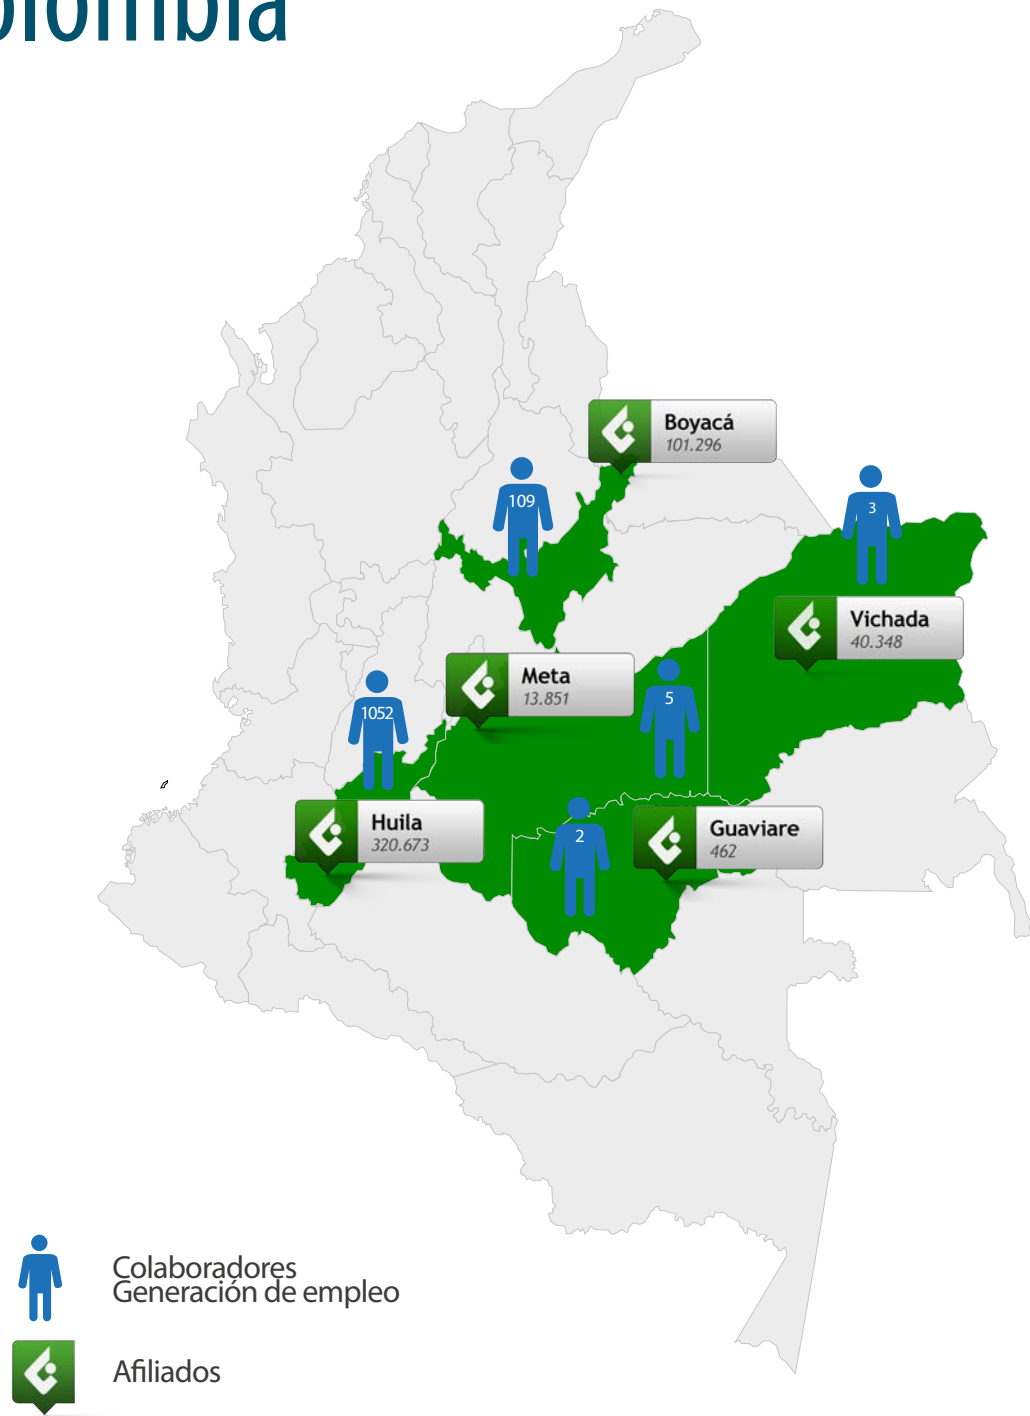 olombia
Boyacá
101.296
109
3
Vichada
40.348
Meta
13.851
5
1052
Huila
320.673
2
Guaviare
462
Colaboradores
Generación de empleo
Afiliados